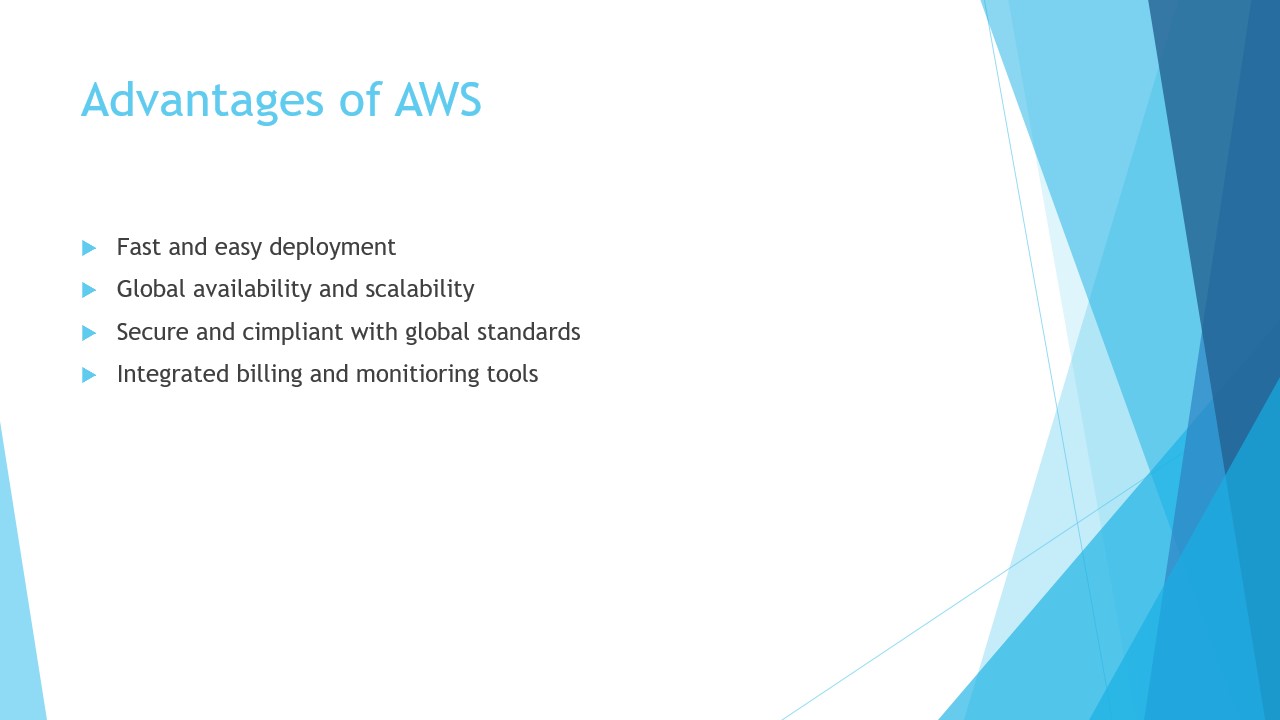 Advantages of AWS
Fast and easy deployment
Global availability and scalability
Secure and cimpliant with global standards
Integrated billing and monitioring tools